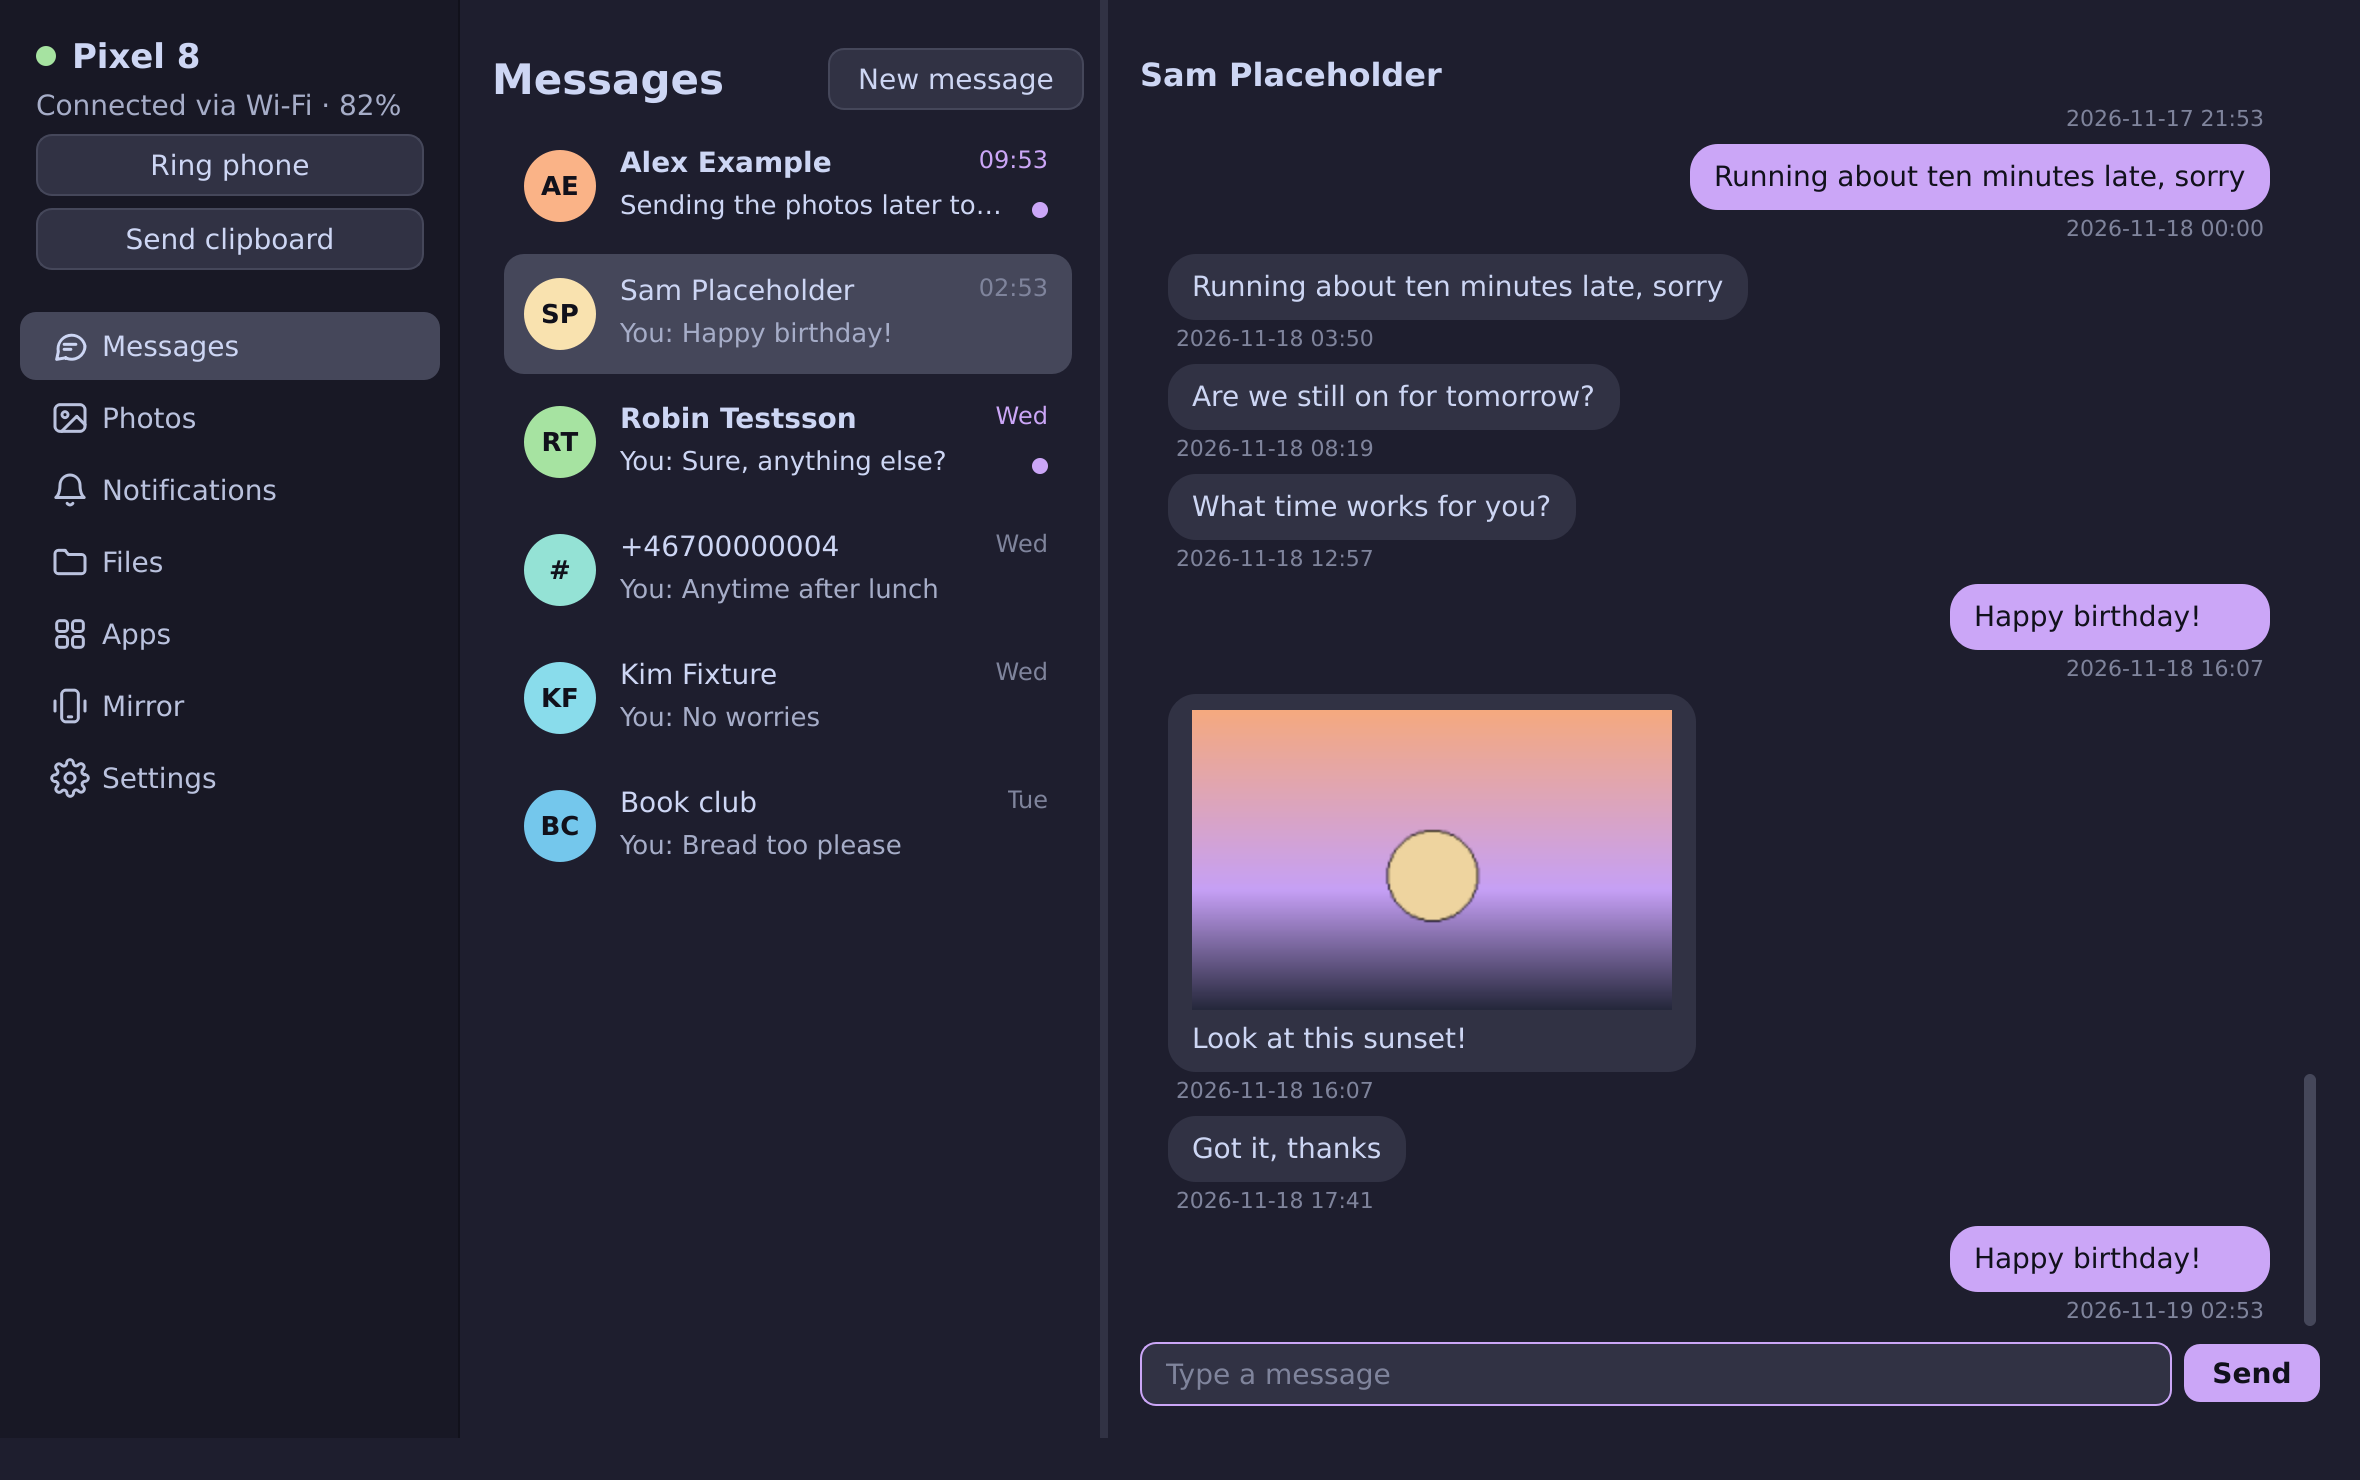 Pixel 8
Connected via Wi-Fi · 82%
Ring phone
Send clipboard
Messages
Photos
Notifications
Files
Apps
Mirror
Settings
Messages
New message
AE
Alex Example
09:53
Sending the photos later to…
SP
Sam Placeholder
02:53
You: Happy birthday!
RT
Robin Testsson
Wed
You: Sure, anything else?
#
+46700000004
Wed
You: Anytime after lunch
KF
Kim Fixture
Wed
You: No worries
BC
Book club
Tue
You: Bread too please
Sam Placeholder
2026-11-17 21:53
Running about ten minutes late, sorry
2026-11-18 00:00
Running about ten minutes late, sorry
2026-11-18 03:50
Are we still on for tomorrow?
2026-11-18 08:19
What time works for you?
2026-11-18 12:57
Happy birthday!
2026-11-18 16:07
Look at this sunset!
2026-11-18 16:07
Got it, thanks
2026-11-18 17:41
Happy birthday!
2026-11-19 02:53
Type a message
Send